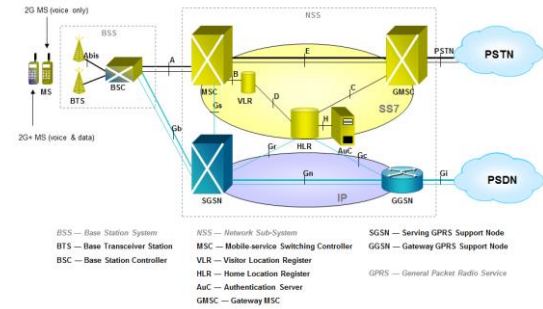 2G MS (voice only)
NSS
BSS
Abis
A
E
PSTN
PSTN
MS
BTS
BSC
MSC
B
VLR
GMSC
C
D
SS7
Gs
H
Gb
HLR
AuC
Gr
Gc
2G+ MS (voice & data)
SGSN
Gn
GGSN
Gi
PSDN
IP
BSS — Base Station System
BTS — Base Transceiver Station
BSC — Base Station Controller
NSS — Network Sub-System
MSC — Mobile-service Switching Controller
VLR — Visitor Location Register
HLR — Home Location Register
AuC — Authentication Server
GMSC — Gateway MSC
SGSN — Serving GPRS Support Node
GGSN — Gateway GPRS Support Node
GPRS — General Packet Radio Service